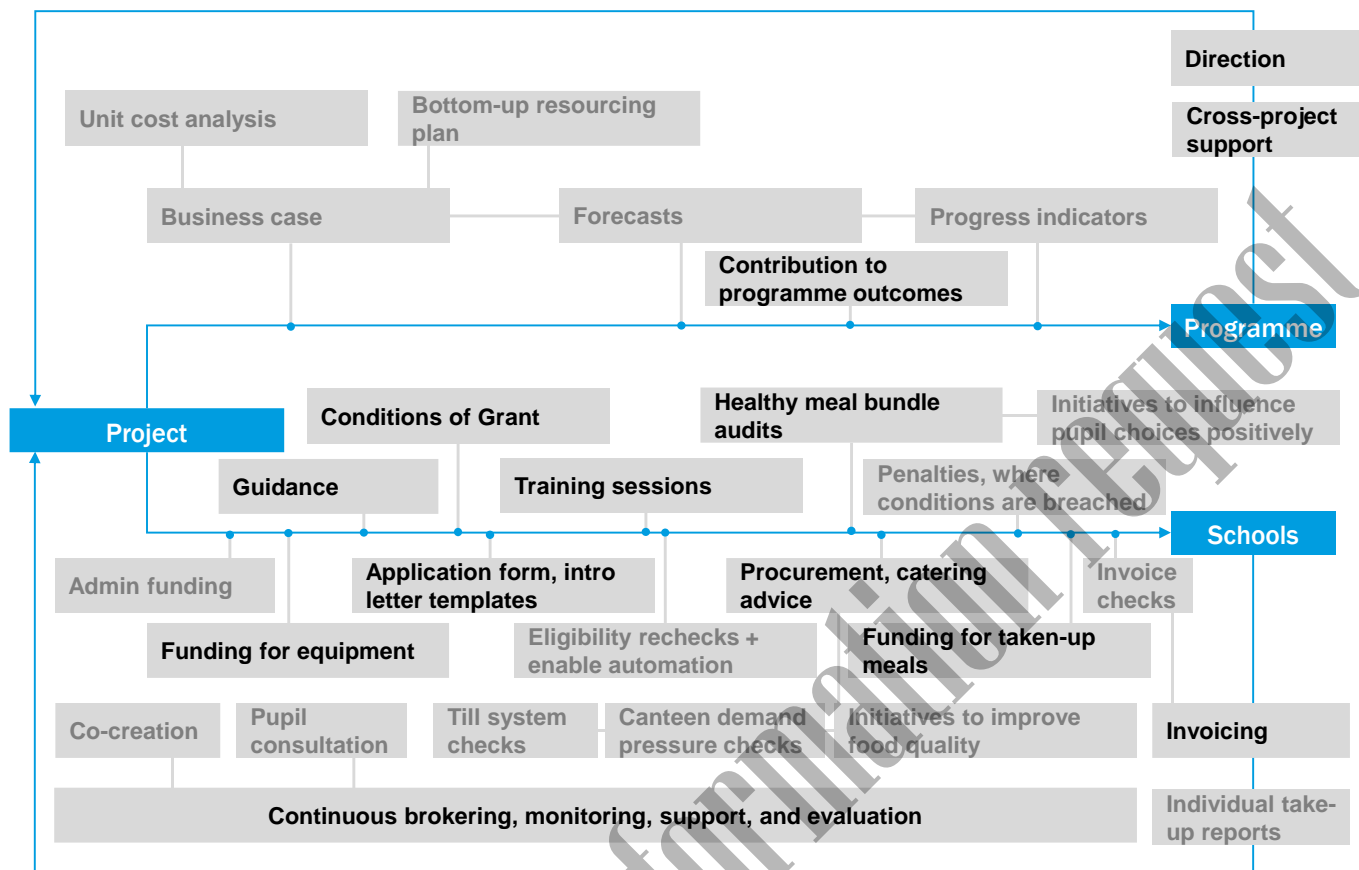 Direction
Cross-project
support
Unit cost analysis
Bottom-up resourcing
plan
Business case
Forecasts
Progress indicators
Contribution to
programme outcomes
Programme
Project
Conditions of Grant
Healthy meal bundle
audits
Initiatives to influence
pupil choices positively
Guidance
Training sessions
Penalties, where
conditions are breached
Schools
Admin funding
Application form, intro
letter templates
Procurement, catering
advice
Invoice
checks
Funding for equipment
Eligibility rechecks +
enable automation
Funding for taken-up
meals
Co-creation
Pupil
consultation
Till system
checks
Canteen demand
pressure checks
Initiatives to improve
food quality
Invoicing
Continuous brokering, monitoring, support, and evaluation
Individual take-
up reports
formation request